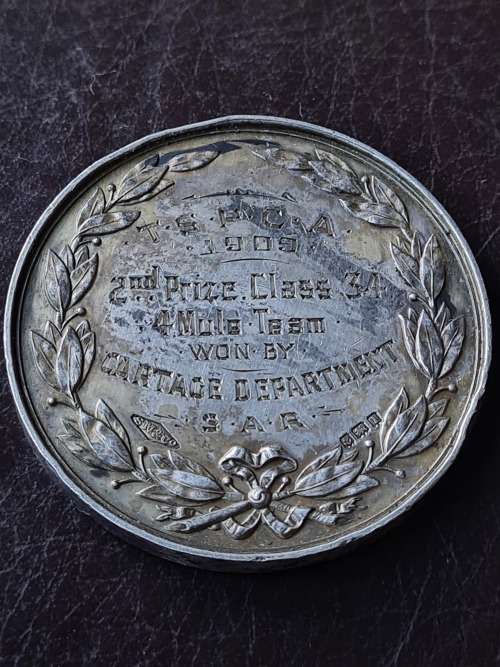 T. S. P. C. A.
1909
2nd Prize. Class 34
4 Mule Team
WON BY
CARTAGE DEPARTMENT
S. A. R.